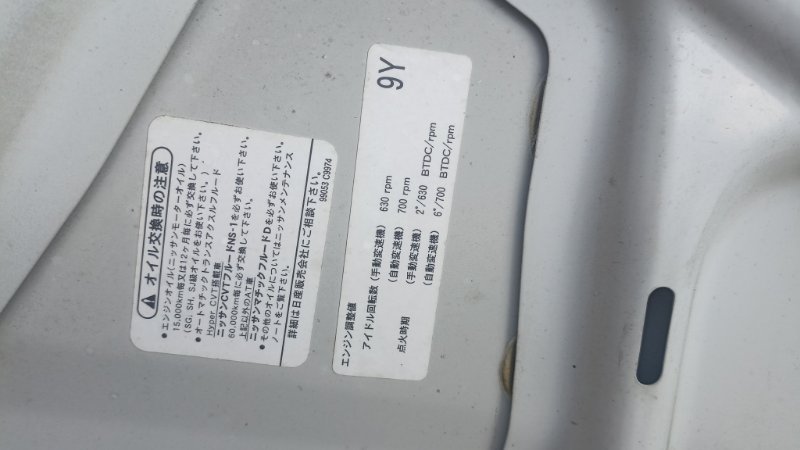 ⚠ オイル交換時の注意
● エンジンオイル(ニッサンモーターオイル)
15,000km毎又は12ヶ月毎に必ず交換して下さい。
(SG, SH, SJ級オイルをお使い下さい。)
● オートマチックトランスアクスルフルード
Hyper CVT搭載車
ニッサンCVTフルードNS-1を必ずお使い下さい。
60,000km毎に必ず交換して下さい。
上記以外のAT車
ニッサンマチックフルードDを必ずお使い下さい。
● その他のオイルについてはニッサンメンテナンス
ノートをご覧下さい。
詳細は日産販売会社にご相談下さい。
99053 C9974
9Y
エンジン調整値
アイドル回転数 (手動変速機) 630 rpm
(自動変速機) 700 rpm
点火時期 (手動変速機) 2°/630 BTDC/rpm
(自動変速機) 6°/700 BTDC/rpm